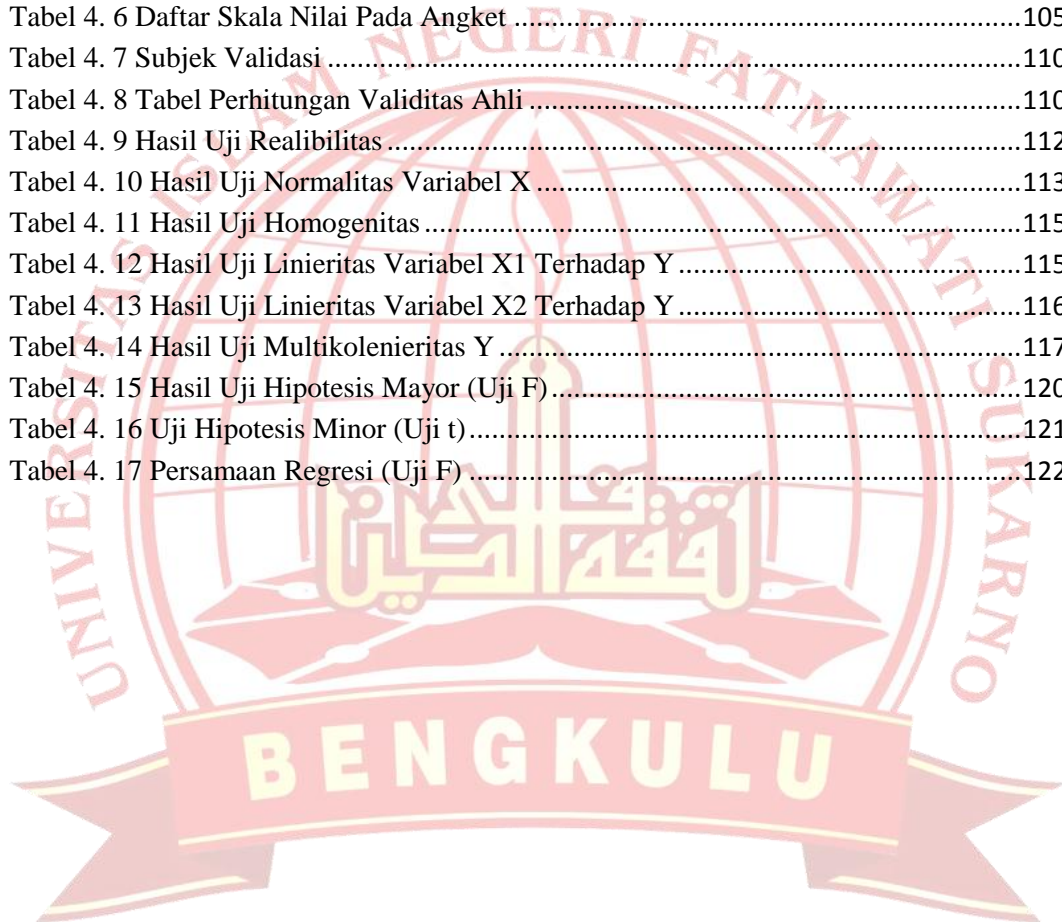 Tabel 4. 6 Daftar Skala Nilai Pada Angket ........................................................................105
Tabel 4. 7 Subjek Validasi ........................................................................110
Tabel 4. 8 Tabel Perhitungan Validitas Ahli ........................................................................110
Tabel 4. 9 Hasil Uji Realibilitas ........................................................................112
Tabel 4. 10 Hasil Uji Normalitas Variabel X ........................................................................113
Tabel 4. 11 Hasil Uji Homogenitas ........................................................................115
Tabel 4. 12 Hasil Uji Linieritas Variabel X1 Terhadap Y ........................................................................115
Tabel 4. 13 Hasil Uji Linieritas Variabel X2 Terhadap Y ........................................................................116
Tabel 4. 14 Hasil Uji Multikolenieritas Y ........................................................................117
Tabel 4. 15 Hasil Uji Hipotesis Mayor (Uji F) ........................................................................120
Tabel 4. 16 Uji Hipotesis Minor (Uji t) ........................................................................121
Tabel 4. 17 Persamaan Regresi (Uji F) ........................................................................122
UNIVERSITAS ISLAM NEGERI FATMAWATI SUKARNO
BENGKULU